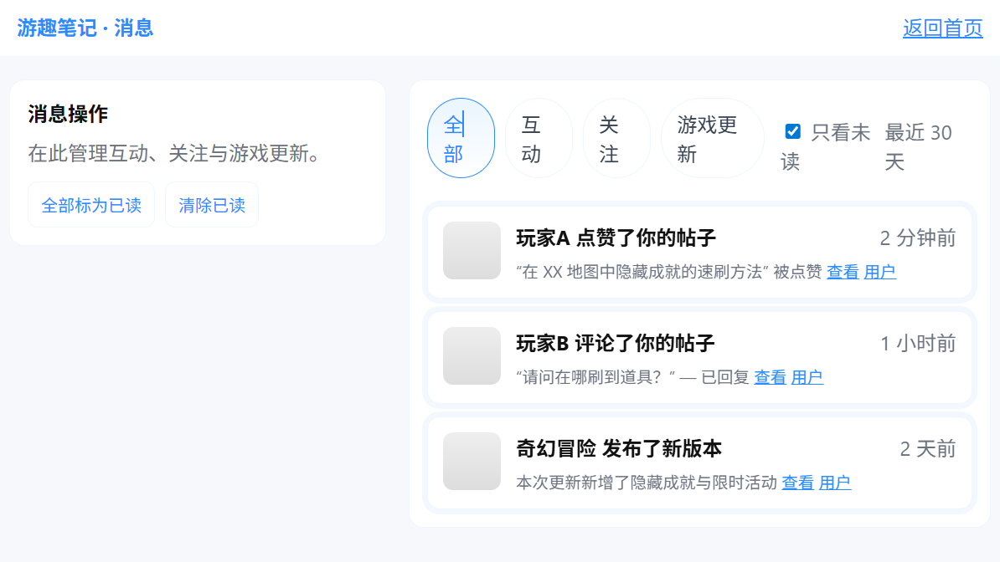 游趣笔记 · 消息
返回首页
消息操作
在此管理互动、关注与游戏更新。
全部标为已读
清除已读
全
部
互
动
关
注
游戏更
新
只看未
读
最近 30
天
玩家A 点赞了你的帖子
2 分钟前
“在 XX 地图中隐藏成就的速刷方法” 被点赞 查看 用户
玩家B 评论了你的帖子
1 小时前
“请问在哪刷到道具？” — 已回复 查看 用户
奇幻冒险 发布了新版本
2 天前
本次更新新增了隐藏成就与限时活动 查看 用户